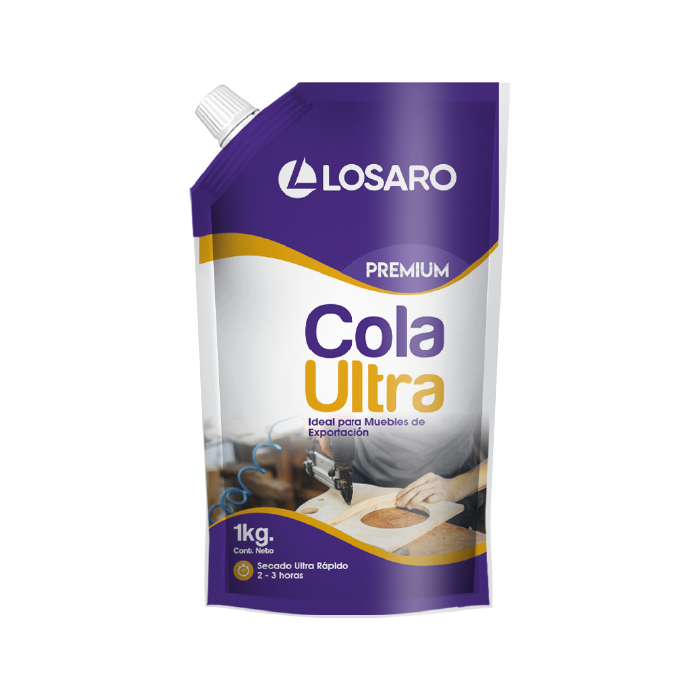 LOSARO
PREMIUM
Cola
Ultra
Ideal para Muebles de
Exportación
1kg.
Cont. Neto
Secado Ultra Rápido
2 - 3 horas